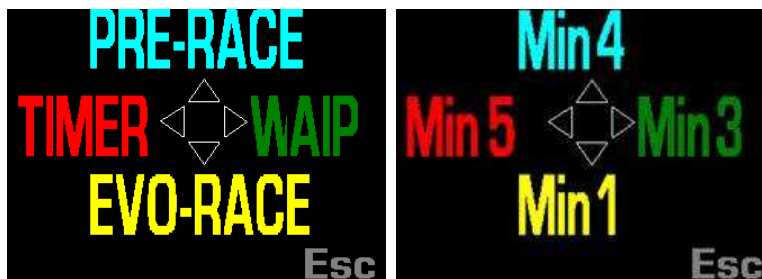 PRE-RACE
TIMER WAIP
EVO-RACE
Esc
Min 4
Min 5 Min 3
Min 1
Esc